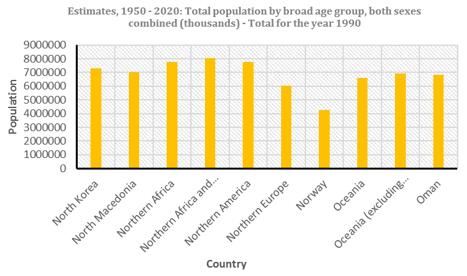 Estimates, 1950 - 2020: Total population by broad age group, both sexes
combined (thousands) - Total for the year 1990
9000000
8000000
7000000
6000000
5000000
4000000
3000000
2000000
1000000
0
Population
North Korea
North Macedonia
Northern Africa
Northern Africa and...
Northern America
Northern Europe
Norway
Oceania
Oceania (excluding...
Oman
Country